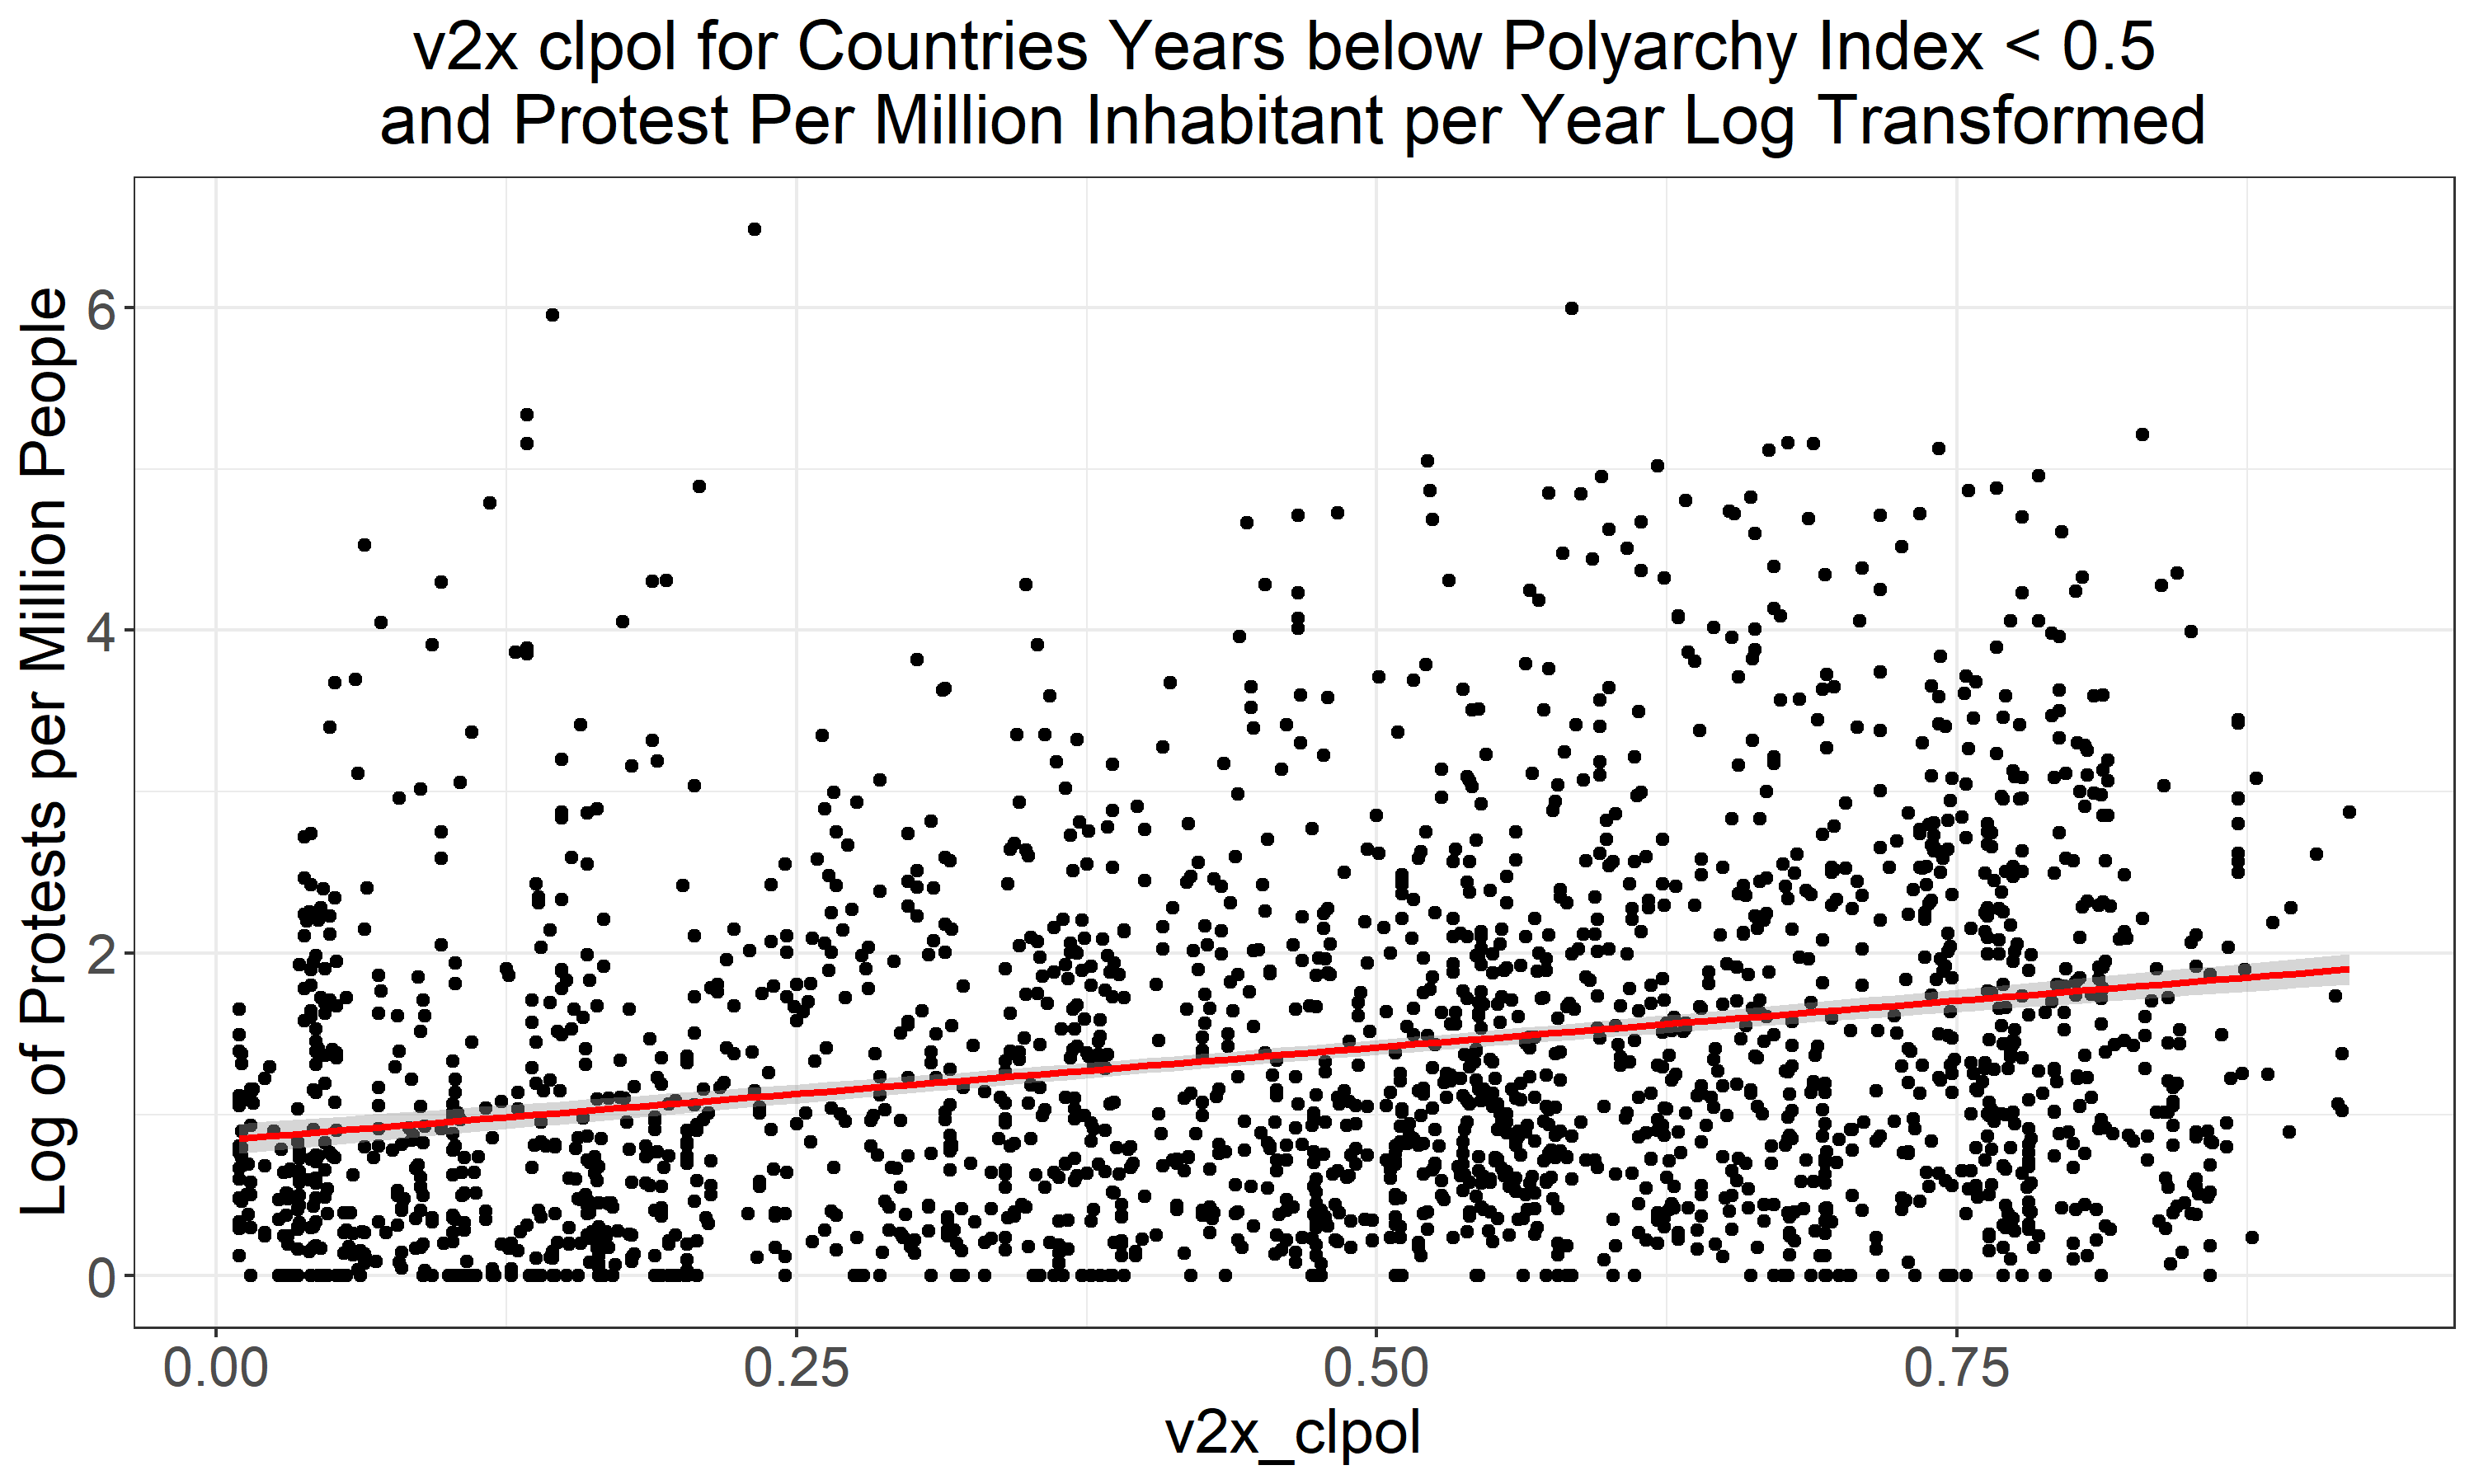 v2x clpol for Countries Years below Polyarchy Index < 0.5
and Protest Per Million Inhabitant per Year Log Transformed
Log of Protests per Million People
6
4
2
0
0.00
0.25
0.50
0.75
v2x_clpol